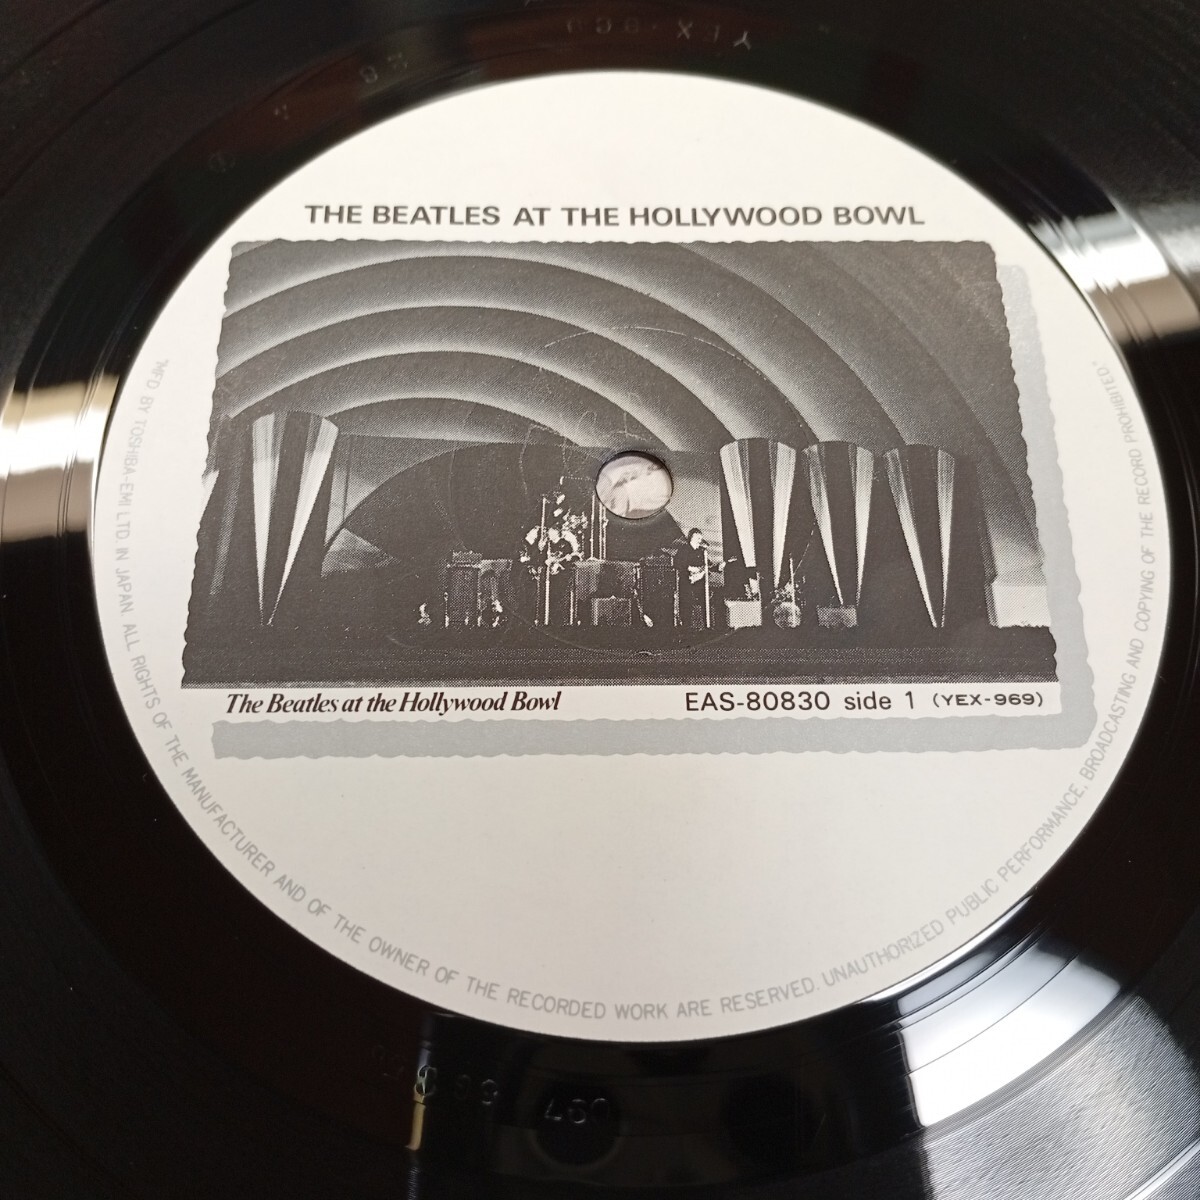 THE BEATLES AT THE HOLLYWOOD BOWL
The Beatles at the Hollywood Bowl
EAS-80830 side 1 (YEX-969)
"MFD BY TOSHIBA-EMI LTD. IN JAPAN. ALL RIGHTS OF THE MANUFACTURER AND OF THE OWNER OF THE RECORDED WORK ARE RESERVED. UNAUTHORIZED PUBLIC PERFORMANCE, BROADCASTING AND COPYING OF THE RECORD PROHIBITED."